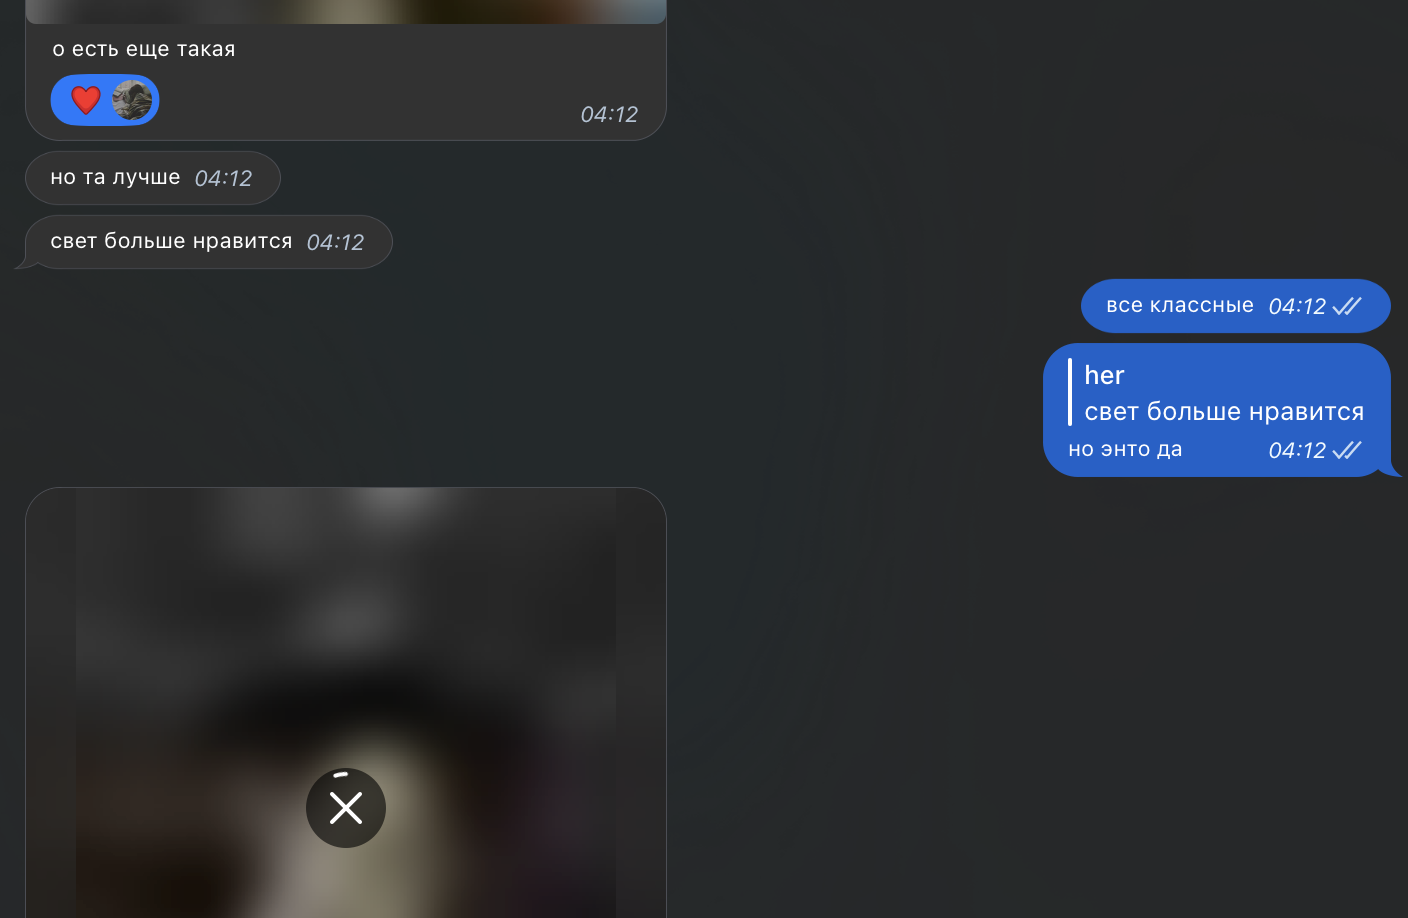 о есть еще такая
04:12
но та лучше 04:12
свет больше нравится 04:12
все классные 04:12
her
свет больше нравится
но энто да 04:12